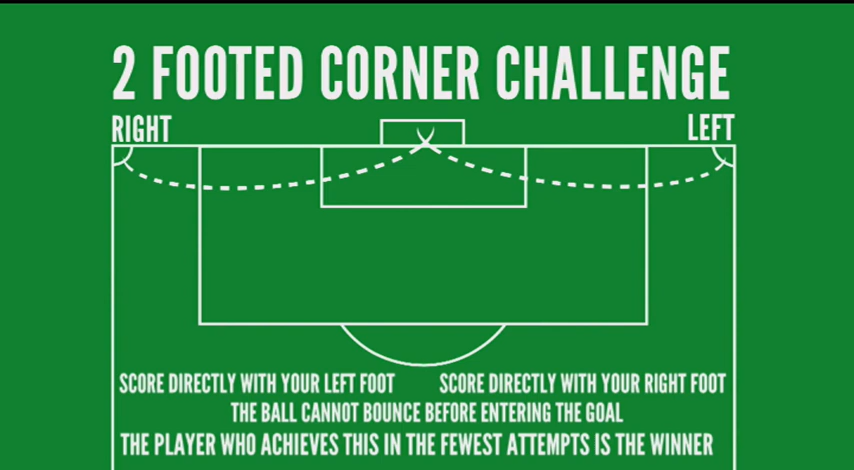 2 FOOTED CORNER CHALLENGE
RIGHT LEFT
SCORE DIRECTLY WITH YOUR LEFT FOOT SCORE DIRECTLY WITH YOUR RIGHT FOOT
THE BALL CANNOT BOUNCE BEFORE ENTERING THE GOAL
THE PLAYER WHO ACHIEVES THIS IN THE FEWEST ATTEMPTS IS THE WINNER